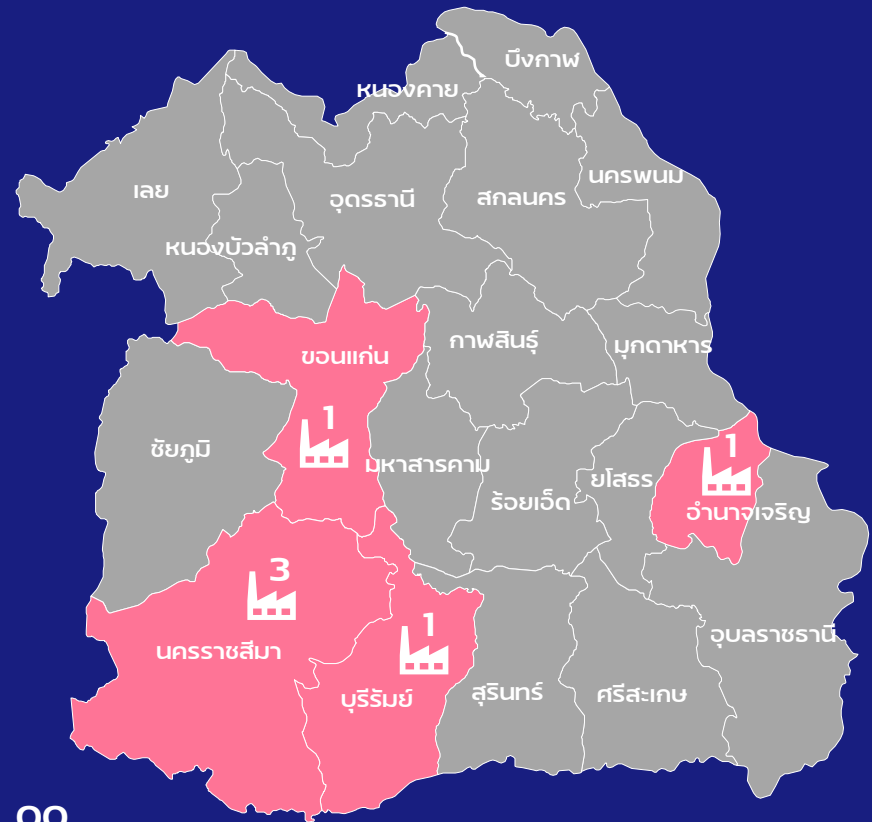 บึงกาฬ
หนองคาย
นครพนม
เลย
อุดรธานี
สกลนคร
หนองบัวลำภู
กาฬสินธุ์
มุกดาหาร
ขอนแก่น
1
1
ชัยภูมิ
มหาสารคาม
ยโสธร
ร้อยเอ็ด
อำนาจเจริญ
3
1
นครราชสีมา
อุบลราชธานี
บุรีรัมย์
สุรินทร์
ศรีสะเกษ